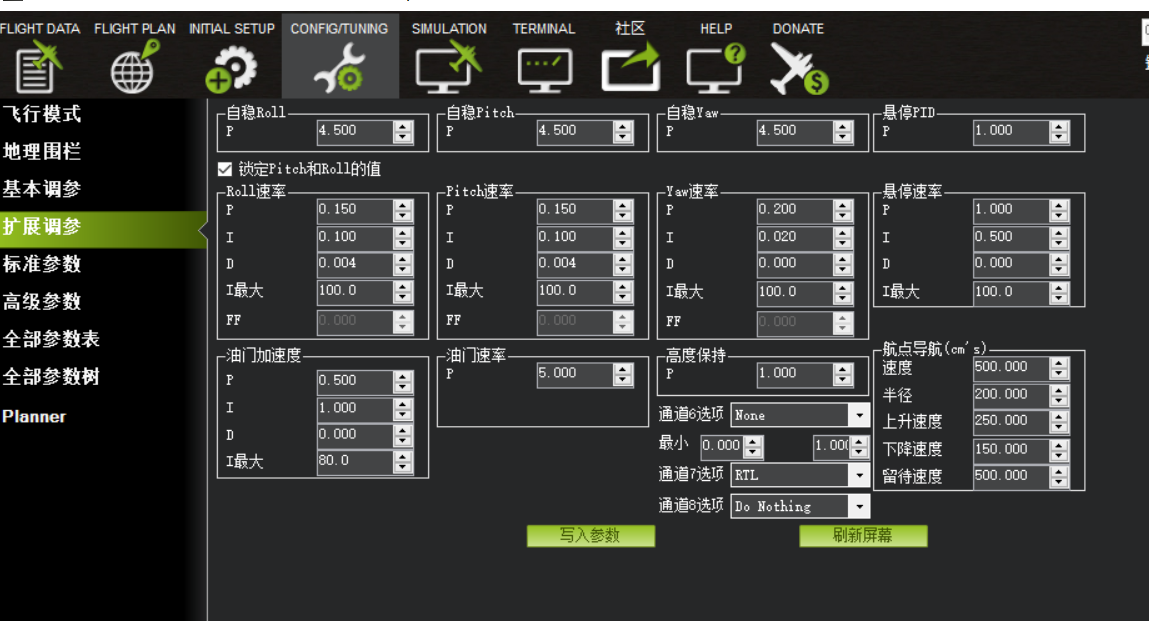 FLIGHT DATA FLIGHT PLAN INITIAL SETUP CONFIG/TUNING SIMULATION TERMINAL 社区 HELP DONATE
飞行模式
地理围栏
基本调参
扩展调参
标准参数
高级参数
全部参数表
全部参数树
Planner
自稳Roll 自稳Pitch 自稳Yaw 悬停PID
P 4.500 P 4.500 P 4.500 P 1.000
锁定Pitch和Roll的值
Roll速率 Pitch速率 Yaw速率 悬停速率
P 0.150 P 0.150 P 0.200 P 1.000
I 0.100 I 0.100 I 0.020 I 0.500
D 0.004 D 0.004 D 0.000 D 0.000
I最大 100.0 I最大 100.0 I最大 100.0 I最大 100.0
FF 0.000 FF 0.000 FF 0.000
油门加速度 油门速率 高度保持 航点导航(cm's)
P 0.500 P 5.000 P 1.000 速度 500.000
I 1.000 通道6选项 None 半径 200.000
D 0.000 最小 0.000 1.00 上升速度 250.000
I最大 80.0 通道7选项 RTL 下降速度 150.000
通道8选项 Do Nothing 留待速度 500.000
写入参数 刷新屏幕